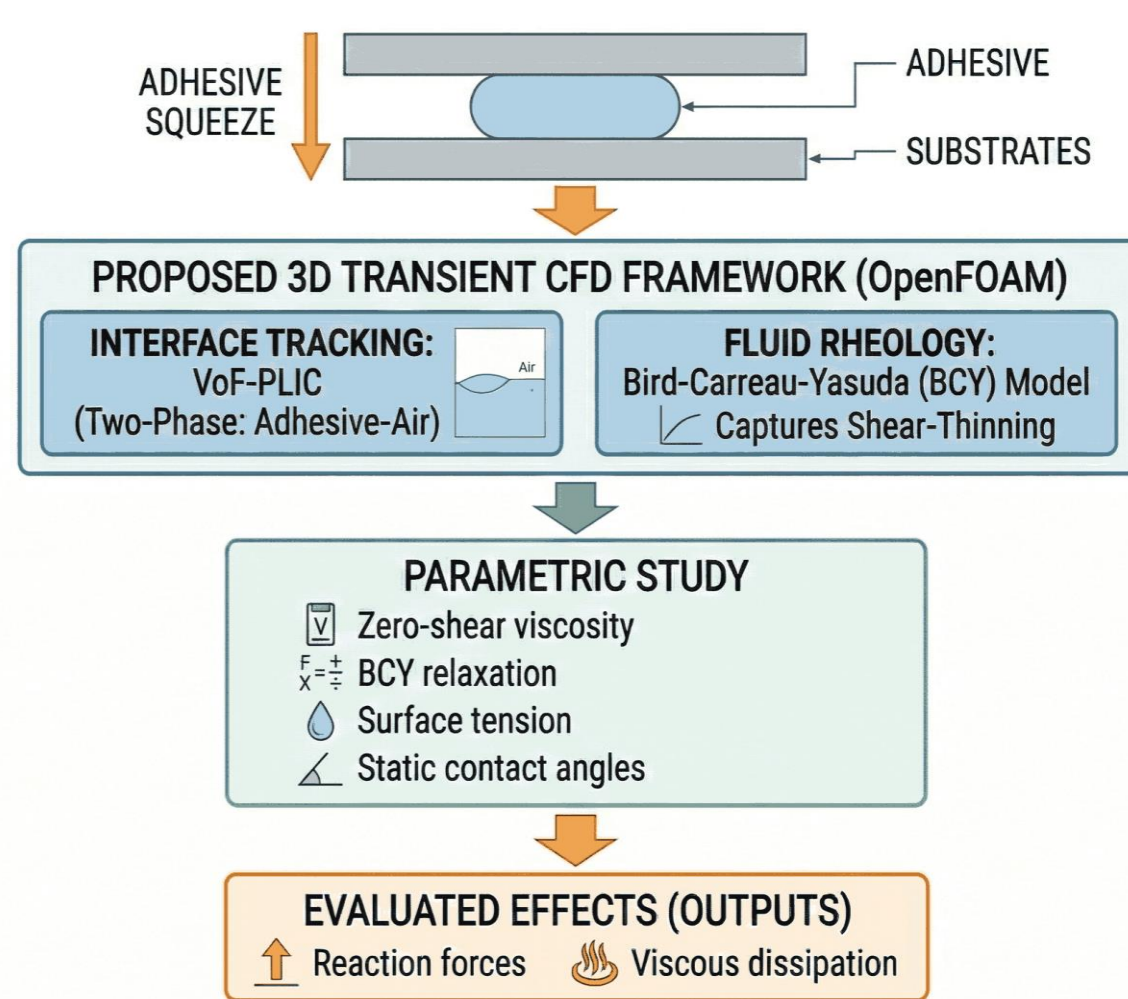 ADHESIVE
SQUEEZE
ADHESIVE
SUBSTRATES
PROPOSED 3D TRANSIENT CFD FRAMEWORK (OpenFOAM)
INTERFACE TRACKING:
VoF-PLIC
(Two-Phase: Adhesive-Air)
Air
FLUID RHEOLOGY:
Bird-Carreau-Yasuda (BCY) Model
Captures Shear-Thinning
PARAMETRIC STUDY
V Zero-shear viscosity
F = + X ÷ BCY relaxation
Surface tension
Static contact angles
EVALUATED EFFECTS (OUTPUTS)
Reaction forces Viscous dissipation